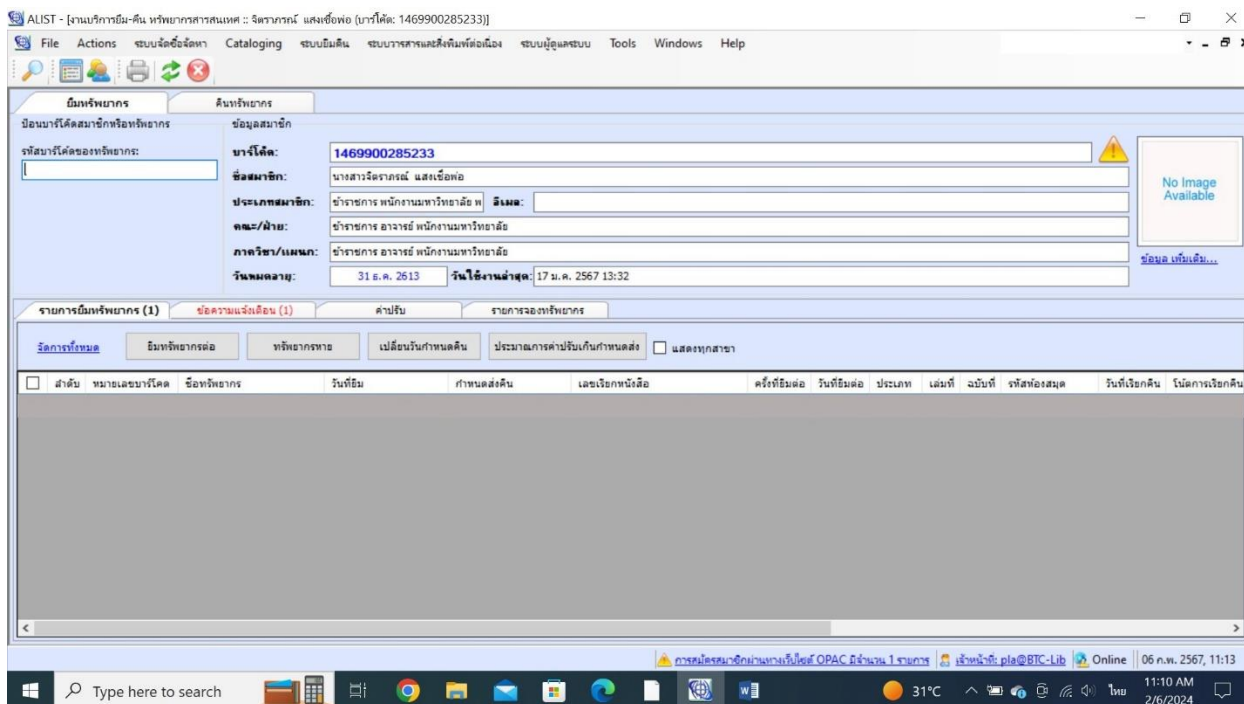 ALIST - [งานบริการยืม-คืน ทรัพยากรสารสนเทศ :: จิตราภรณ์ แสงเชื้อพ่อ (บาร์โค้ด: 1469900285233)]
File Actions ระบบจัดซื้อจัดหา Cataloging ระบบยืมคืน ระบบวารสารและสิ่งพิมพ์ต่อเนื่อง ระบบผู้ดูแลระบบ Tools Windows Help
ยืมทรัพยากร คืนทรัพยากร
ป้อนบาร์โค้ดสมาชิกหรือทรัพยากร ข้อมูลสมาชิก
รหัสบาร์โค้ดของทรัพยากร: บาร์โค้ด: 1469900285233
ชื่อสมาชิก: นางสาวจิตราภรณ์ แสงเชื้อพ่อ
No Image
Available
ประเภทสมาชิก: ข้าราชการ พนักงานมหาวิทยาลัย พ อีเมล:
คณะ/ฝ่าย: ข้าราชการ อาจารย์ พนักงานมหาวิทยาลัย
ภาควิชา/แผนก: ข้าราชการ อาจารย์ พนักงานมหาวิทยาลัย
ข้อมูล เพิ่มเติม...
วันหมดอายุ: 31 ธ.ค. 2613 วันใช้งานล่าสุด: 17 ม.ค. 2567 13:32
รายการยืมทรัพยากร (1) ข้อความแจ้งเตือน (1) ค่าปรับ รายการจองทรัพยากร
จัดการทั้งหมด ยืมทรัพยากรต่อ ทรัพยากรหาย เปลี่ยนวันกำหนดคืน ประมาณการค่าปรับเกินกำหนดส่ง แสดงทุกสาขา
ลำดับ หมายเลขบาร์โคด ชื่อทรัพยากร วันที่ยืม กำหนดส่งคืน เลขเรียกหนังสือ ครั้งที่ยืมต่อ วันที่ยืมต่อ ประเภท เล่มที่ ฉบับที่ รหัสห้องสมุด วันที่เรียกคืน โน้ตการเรียกคืน
การสมัครสมาชิกผ่านทางเว็บไซต์ OPAC มีจำนวน 1 รายการ เจ้าหน้าที่: pla@BTC-Lib Online 06 ก.พ. 2567, 11:13
Type here to search 31°C ไทย 11:10 AM
2/6/2024